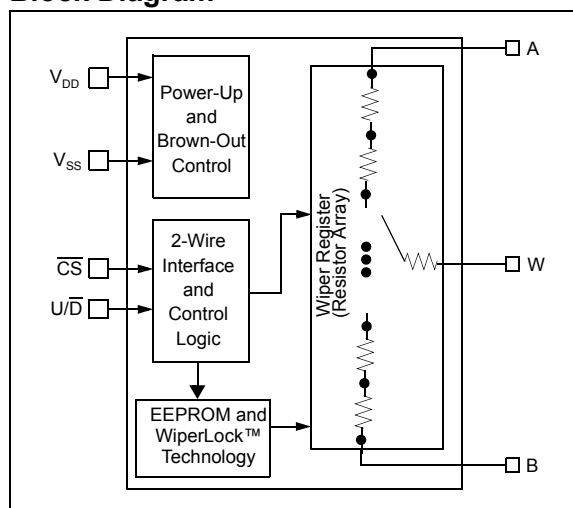 Block Diagram
A
VDD
Power-Up
and
Brown-Out
Control
VSS
Wiper Register
(Resistor Array)
2-Wire
Interface
and
Control
Logic
C̅S̅
U/D̅
W
EEPROM and
WiperLock™
Technology
B